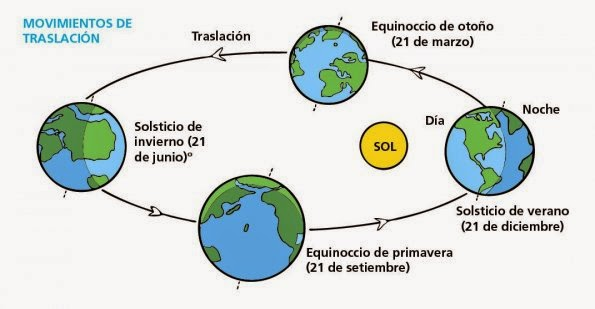 MOVIMIENTOS DE
TRASLACIÓN
Traslación
Equinoccio de otoño
(21 de marzo)
Día
Noche
Solsticio de
invierno (21
de junio)º
SOL
Solsticio de verano
(21 de diciembre)
Equinoccio de primavera
(21 de setiembre)